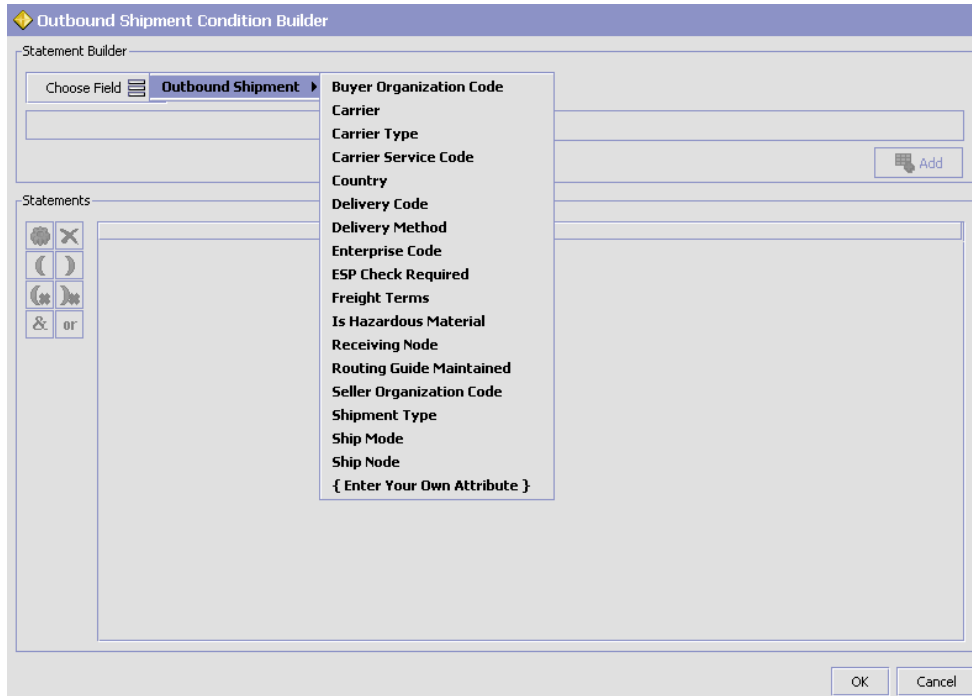 Outbound Shipment Condition Builder
Statement Builder
Choose Field
Outbound Shipment
Buyer Organization Code
Carrier
Carrier Type
Carrier Service Code
Country
Delivery Code
Delivery Method
Enterprise Code
ESP Check Required
Freight Terms
Is Hazardous Material
Receiving Node
Routing Guide Maintained
Seller Organization Code
Shipment Type
Ship Mode
Ship Node
{ Enter Your Own Attribute }
Add
Statements
( )
( )
& or
OK Cancel